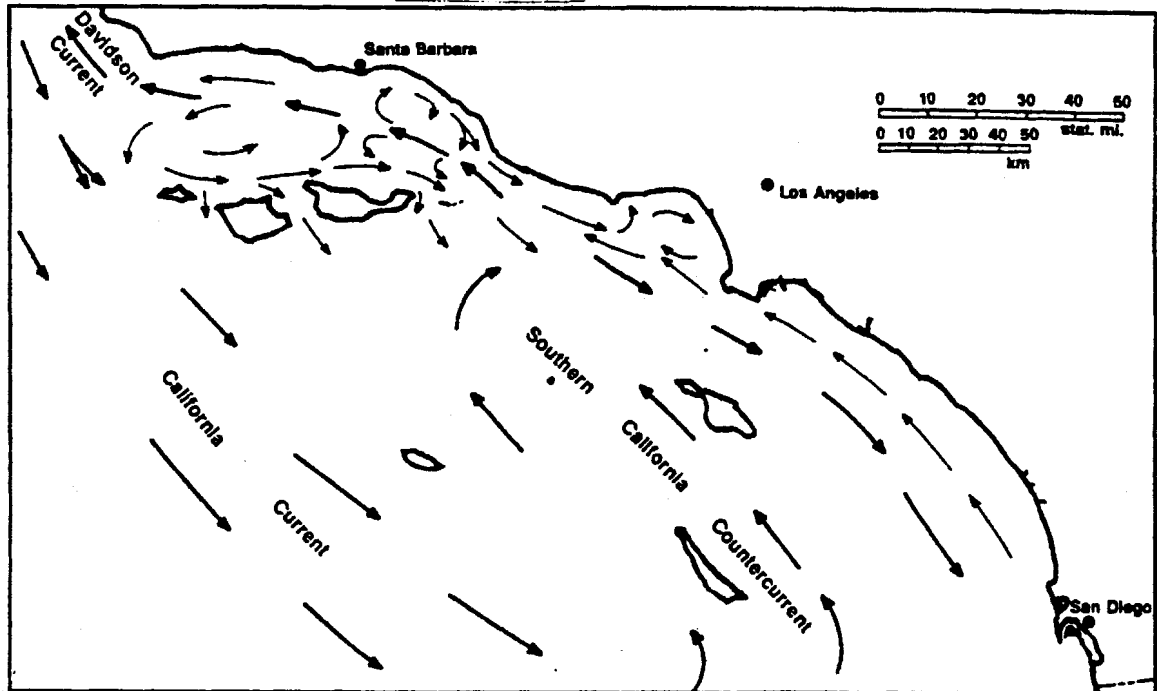 Davidson
Current
Santa Barbara
0 10 20 30 40 50
stat. mi.
0 10 20 30 40 50
km
Los Angeles
Southern
California
Countercurrent
California
Current
San Diego